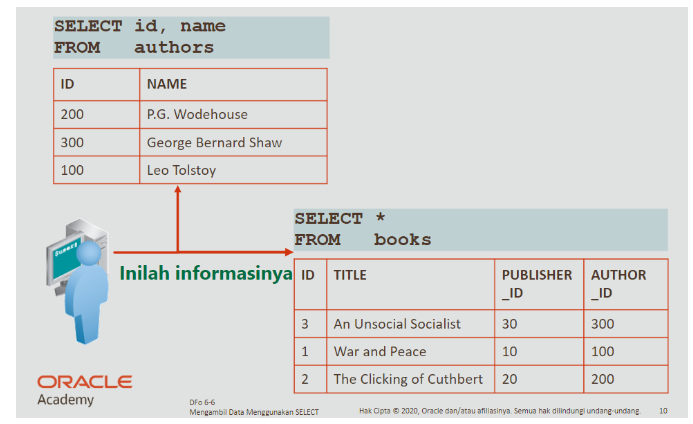 SELECT id, name
FROM authors
ID NAME
200 P.G. Wodehouse
300 George Bernard Shaw
100 Leo Tolstoy
SELECT *
FROM books
Inilah informasinya
ID TITLE PUBLISHER _ID AUTHOR _ID
3 An Unsocial Socialist 30 300
1 War and Peace 10 100
2 The Clicking of Cuthbert 20 200
ORACLE
Academy
DFo 6-6
Mengambil Data Menggunakan SELECT
Hak Cipta © 2020, Oracle dan/atau afiliasinya. Semua hak dilindungi undang-undang. 10